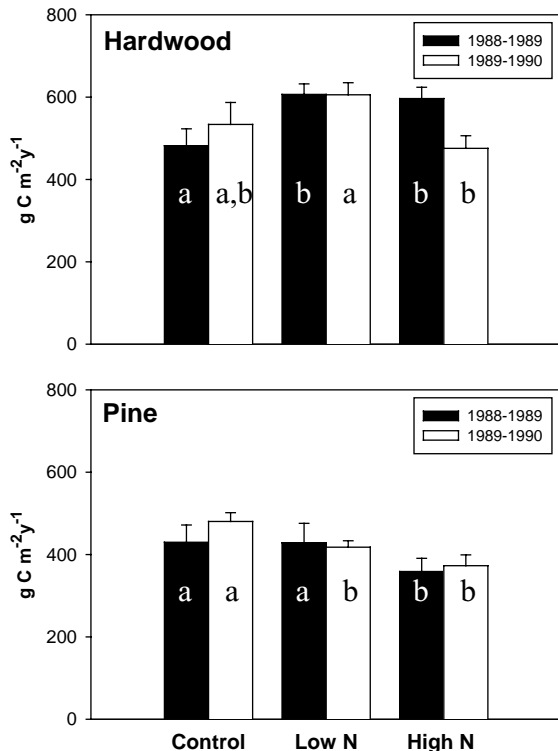 800
Hardwood
1988-1989
1989-1990
600
g C m⁻²y⁻¹
400
a a,b b a b b
200
0
800
Pine
1988-1989
1989-1990
600
g C m⁻²y⁻¹
400
a a a b b b
200
0
Control Low N High N